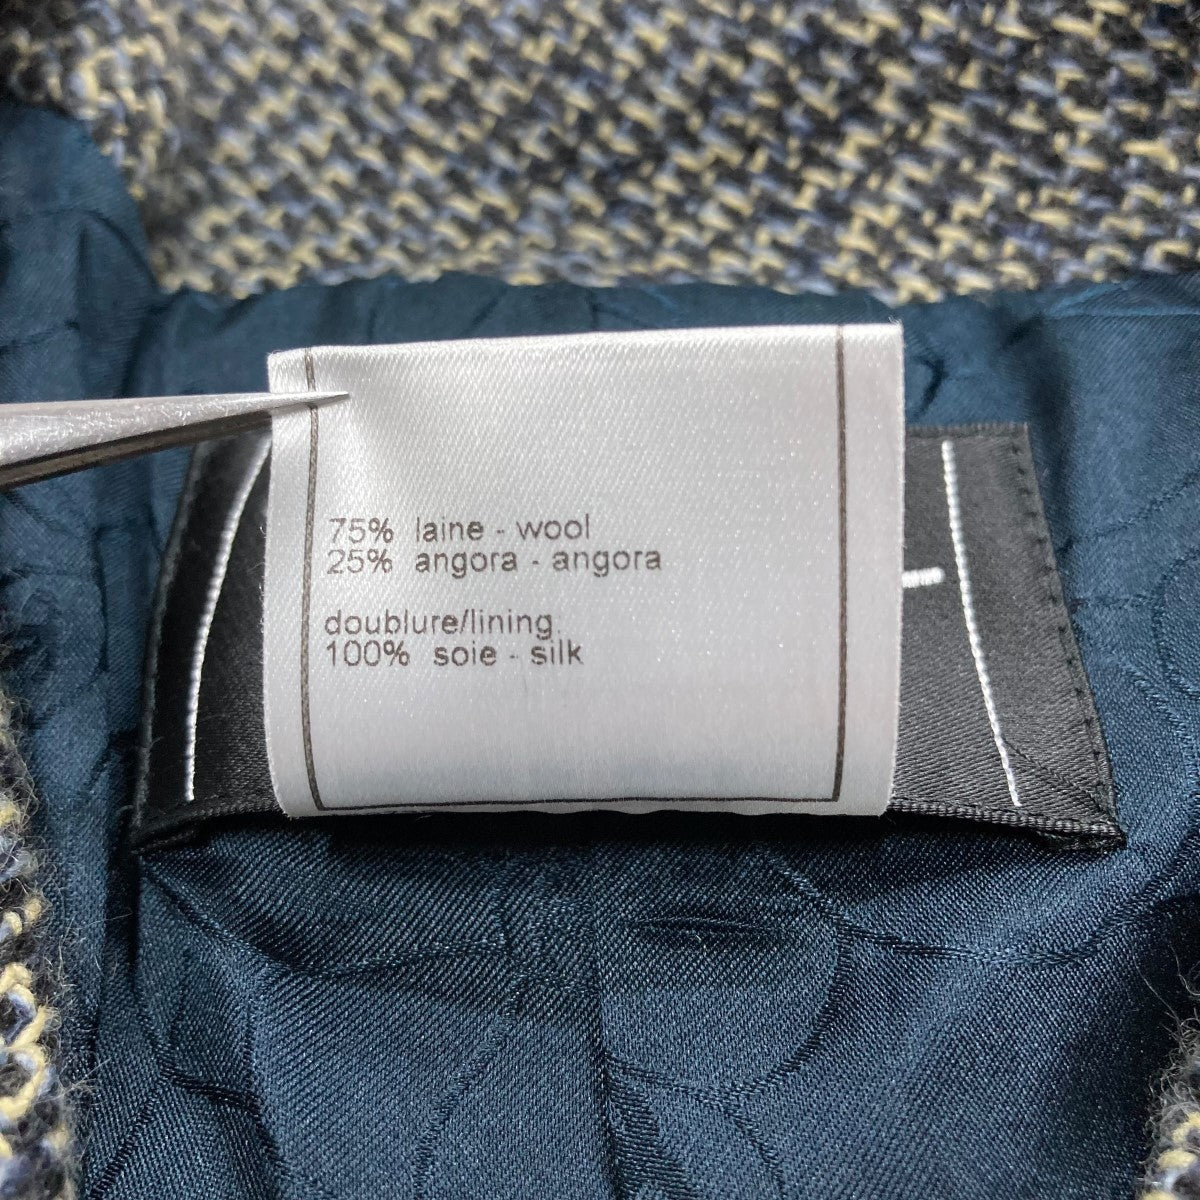 75% laine - wool
25% angora - angora
doublure/lining
100% soie - silk